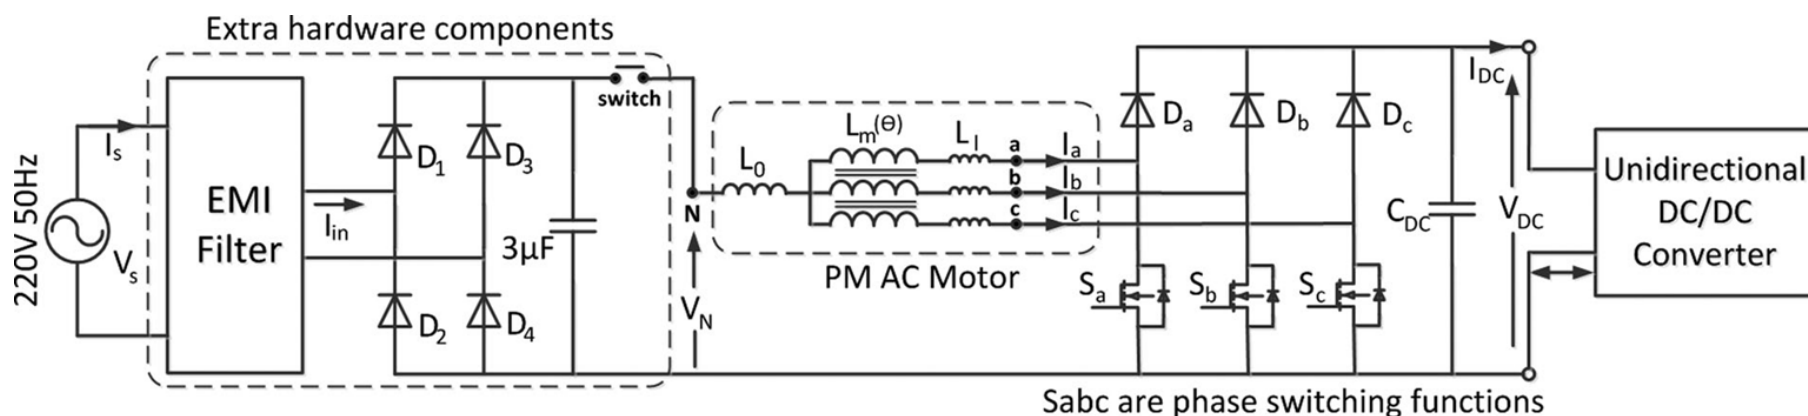 Extra hardware components
220V 50Hz
Is
Vs
EMI
Filter
Iin
D1
D3
D2
D4
3µF
switch
N
VN
L0
Lm(Θ)
Ll
a
b
c
Ia
Ib
Ic
PM AC Motor
Da
Db
Dc
Sa
Sb
Sc
CDC
IDC
VDC
Unidirectional
DC/DC
Converter
Sabc are phase switching functions